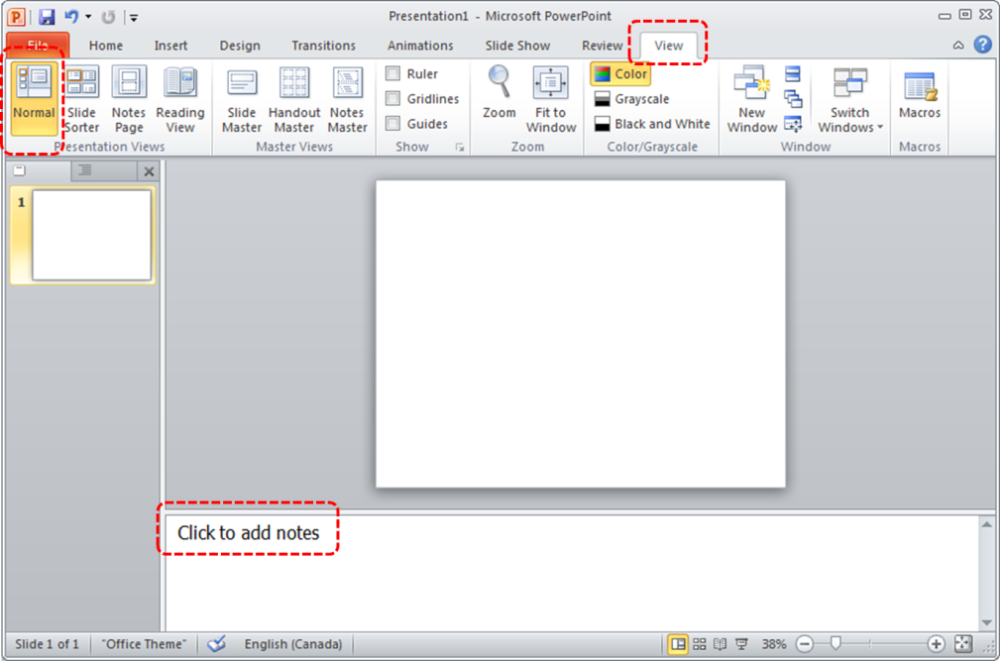 Presentation1 - Microsoft PowerPoint
File Home Insert Design Transitions Animations Slide Show Review View
Normal
Slide Sorter
Notes Page
Reading View
Presentation Views
Slide Master
Handout Master
Notes Master
Master Views
Ruler
Gridlines
Guides
Show
Zoom
Fit to Window
Zoom
Color
Grayscale
Black and White
Color/Grayscale
New Window
Switch Windows
Window
Macros
Macros
1
Click to add notes
Slide 1 of 1 "Office Theme" English (Canada) 38%